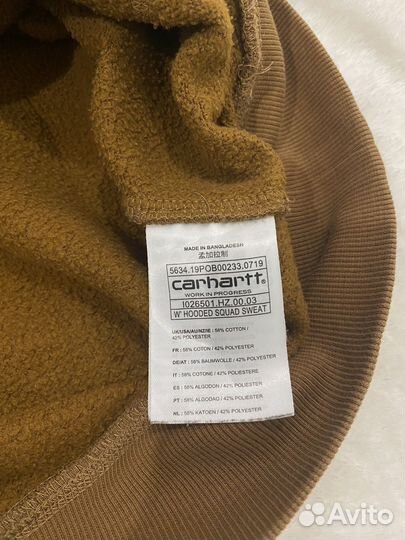 MADE IN BANGLADESH
孟加拉制
5634.19POB00233.0719
carhartt
WORK IN PROGRESS
I026501.HZ.00.03
W' HOODED SQUAD SWEAT
UK/USA/AUNZ/IE : 58% COTTON /
42% POLYESTER
FR : 58% COTON / 42% POLYESTER
DE/AT : 58% BAUMWOLLE / 42% POLYESTER
IT : 58% COTONE / 42% POLIESTERE
ES : 58% ALGODON / 42% POLIESTER
PT : 58% ALGODAO / 42% POLIESTER
NL : 58% KATOEN / 42% POLYESTER
Avito